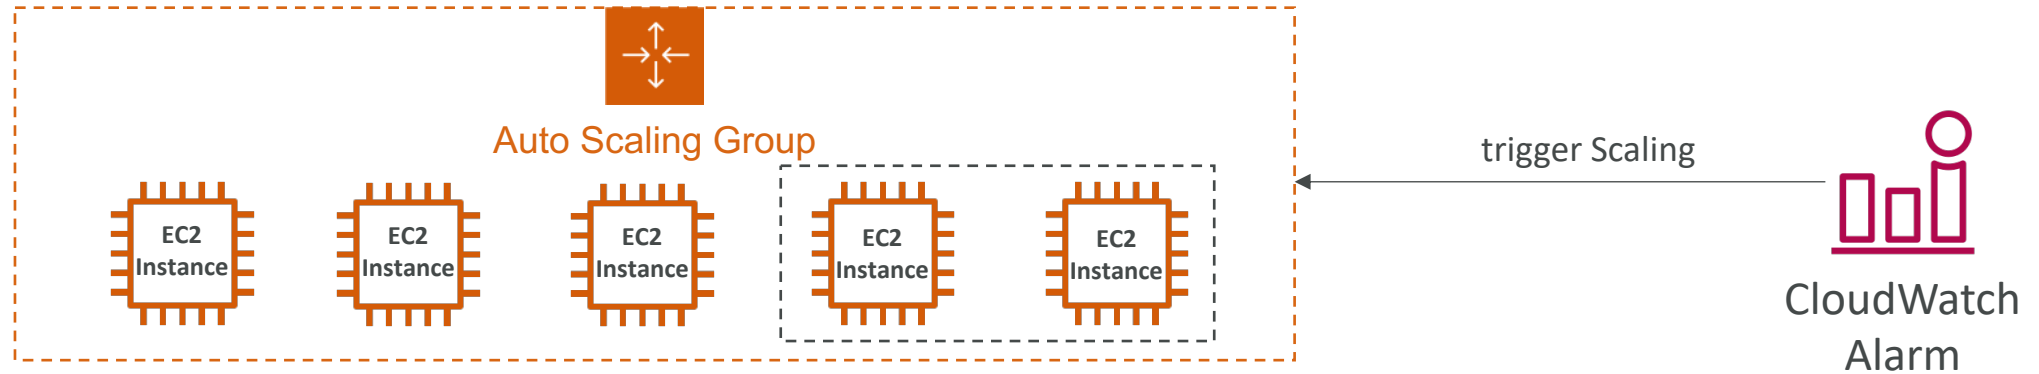 Auto Scaling Group
EC2
Instance
EC2
Instance
EC2
Instance
EC2
Instance
EC2
Instance
trigger Scaling
CloudWatch
Alarm